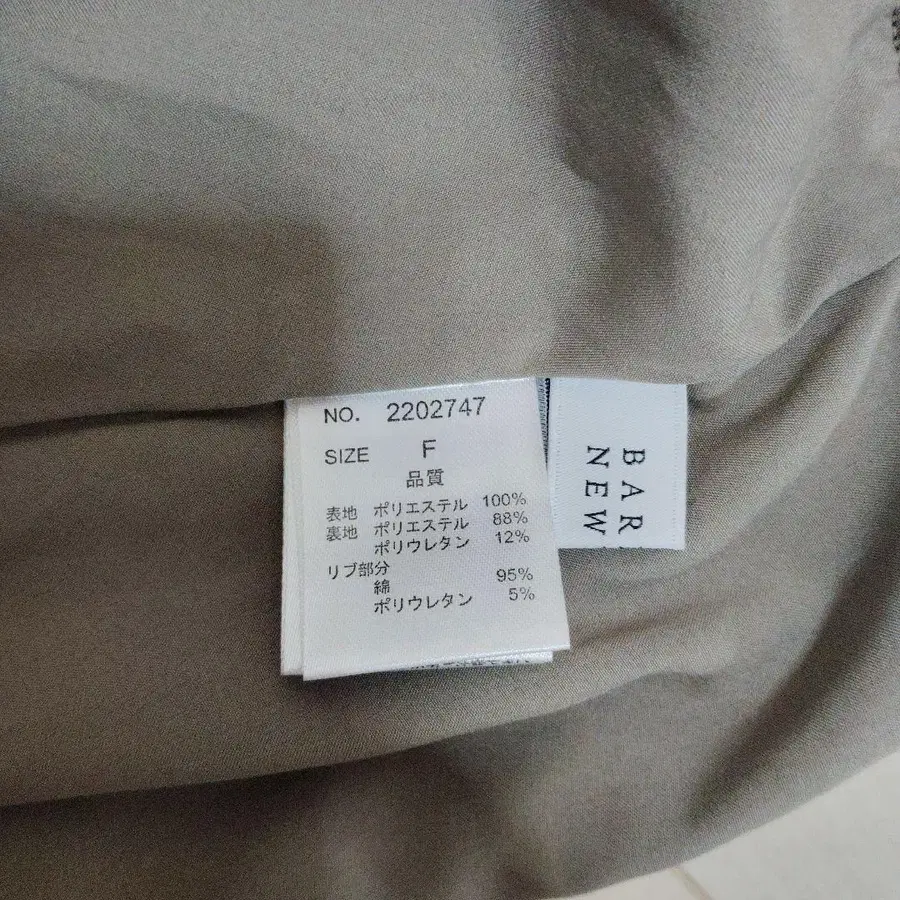 NO. 2202747
SIZE F
品質
表地 ポリエステル 100%
裏地 ポリエステル 88%
ポリウレタン 12%
リブ部分
綿 95%
ポリウレタン 5%
BAR
NEW